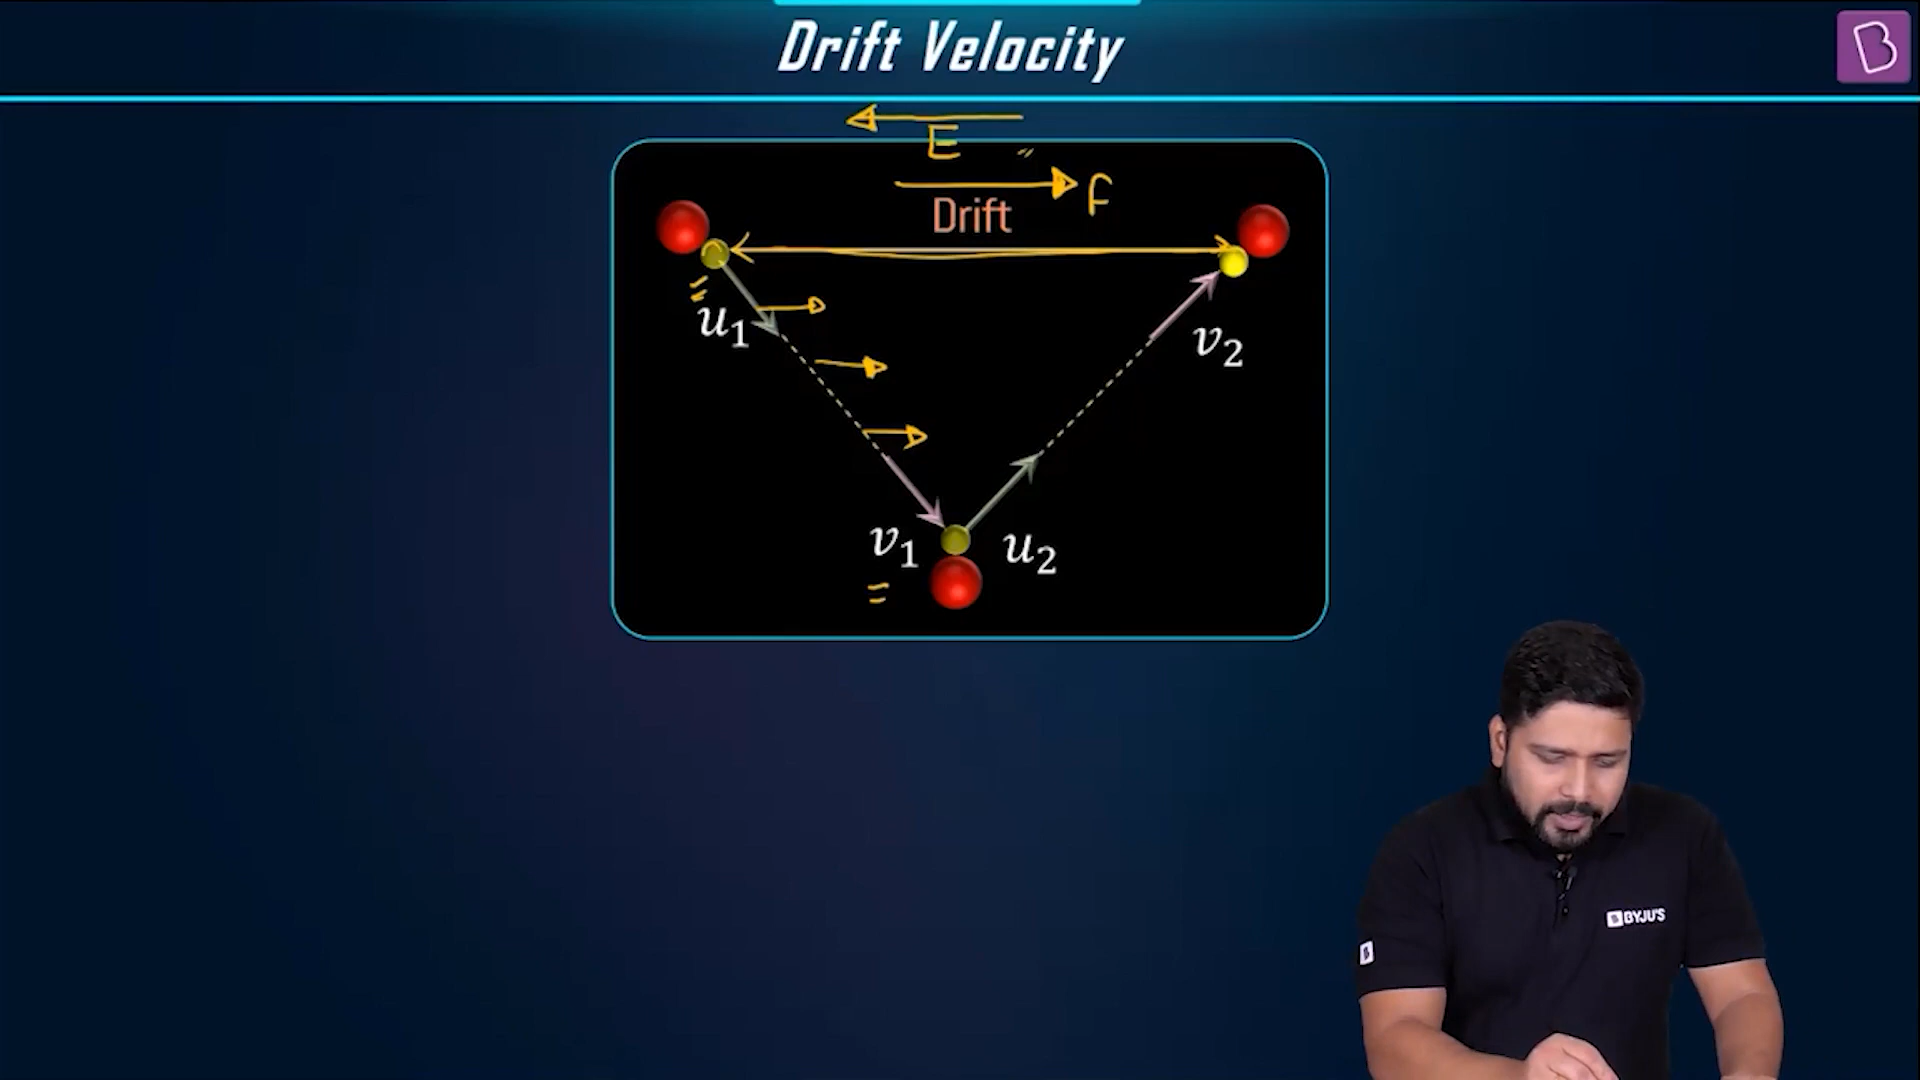 Drift Velocity
E
F
Drift
u₁
v₂
v₁
u₂
BYJU'S